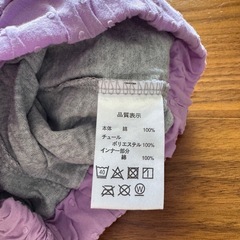 品質表示
本体 綿 100%
チュール
ポリエステル 100%
インナー部分
綿 100%
40